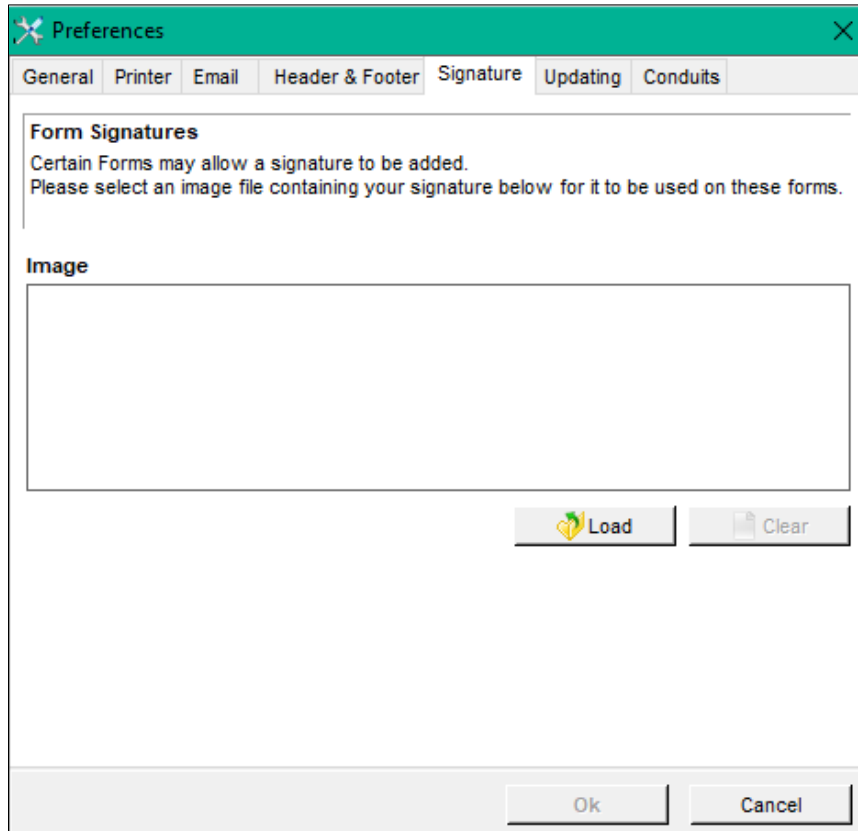 Preferences
General Printer Email Header & Footer Signature Updating Conduits
Form Signatures
Certain Forms may allow a signature to be added.
Please select an image file containing your signature below for it to be used on these forms.
Image
Load Clear
Ok Cancel